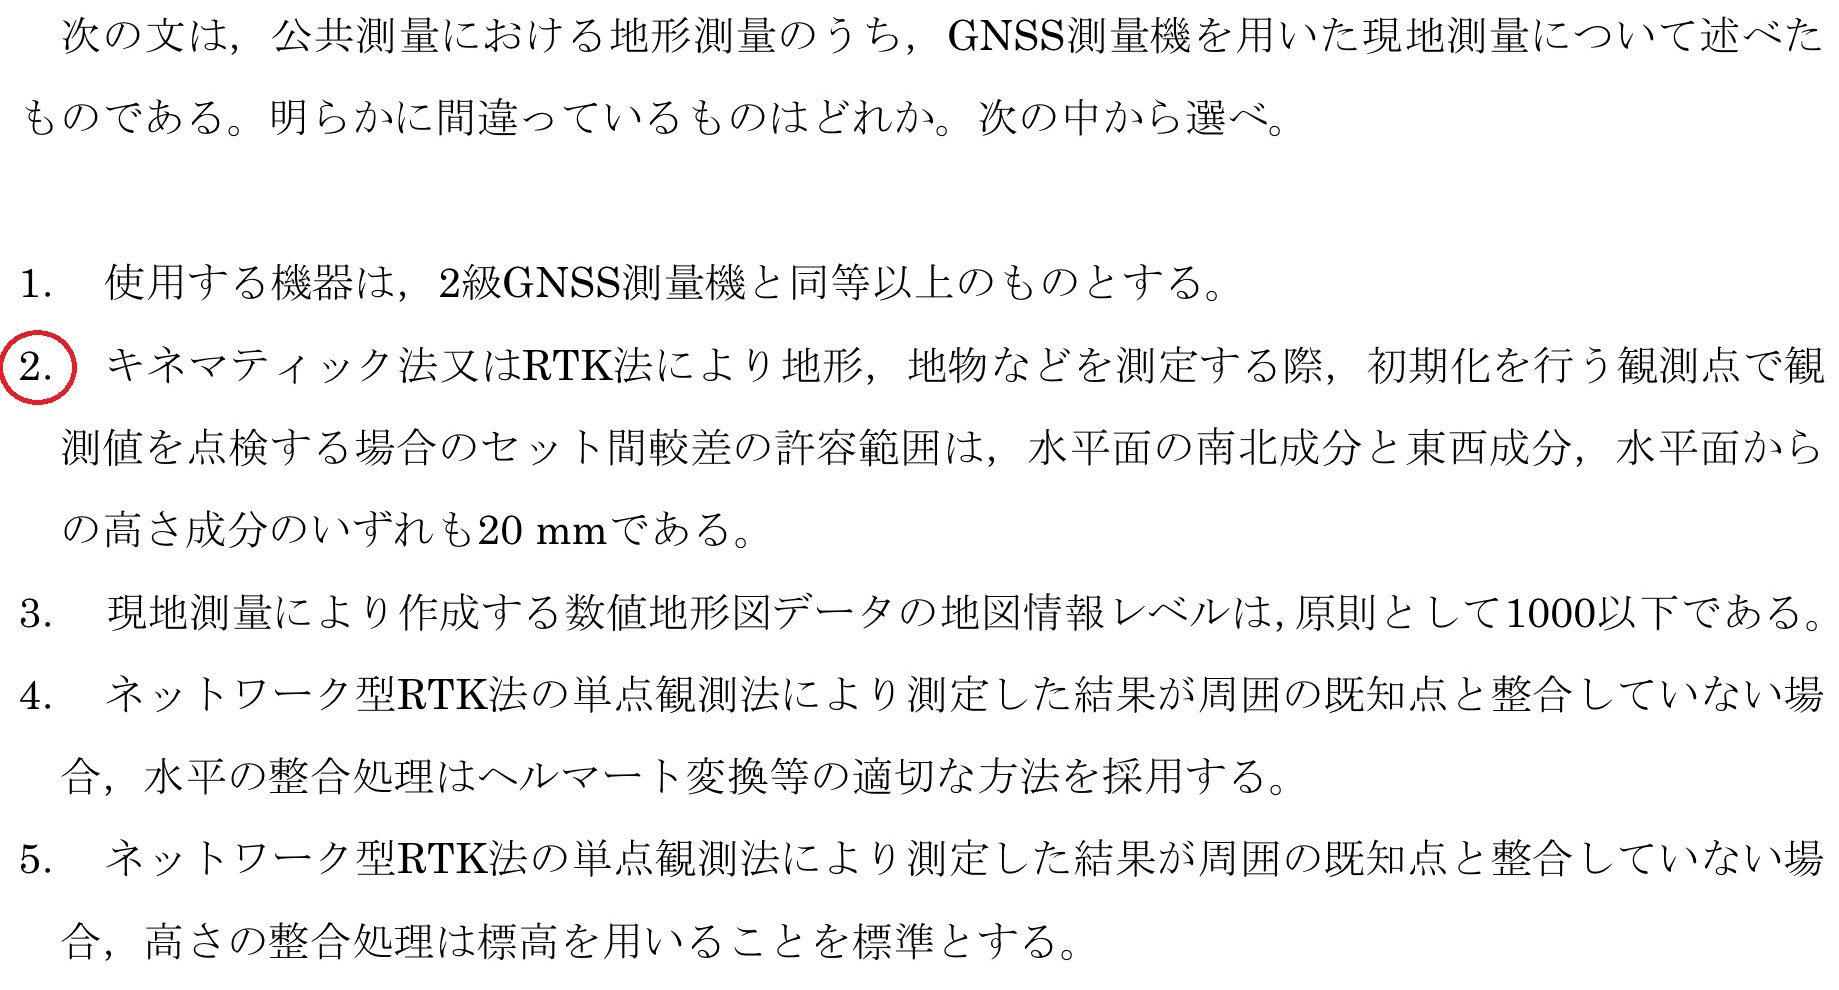 次の文は，公共測量における地形測量のうち，GNSS測量機を用いた現地測量について述べた
ものである。明らかに間違っているものはどれか。次の中から選べ。
1. 使用する機器は，2級GNSS測量機と同等以上のものとする。
2. キネマティック法又はRTK法により地形，地物などを測定する際，初期化を行う観測点で観
測値を点検する場合のセット間較差の許容範囲は，水平面の南北成分と東西成分，水平面から
の高さ成分のいずれも20 mmである。
3. 現地測量により作成する数値地形図データの地図情報レベルは，原則として1000以下である。
4. ネットワーク型RTK法の単点観測法により測定した結果が周囲の既知点と整合していない場
合，水平の整合処理はヘルマート変換等の適切な方法を採用する。
5. ネットワーク型RTK法の単点観測法により測定した結果が周囲の既知点と整合していない場
合，高さの整合処理は標高を用いることを標準とする。